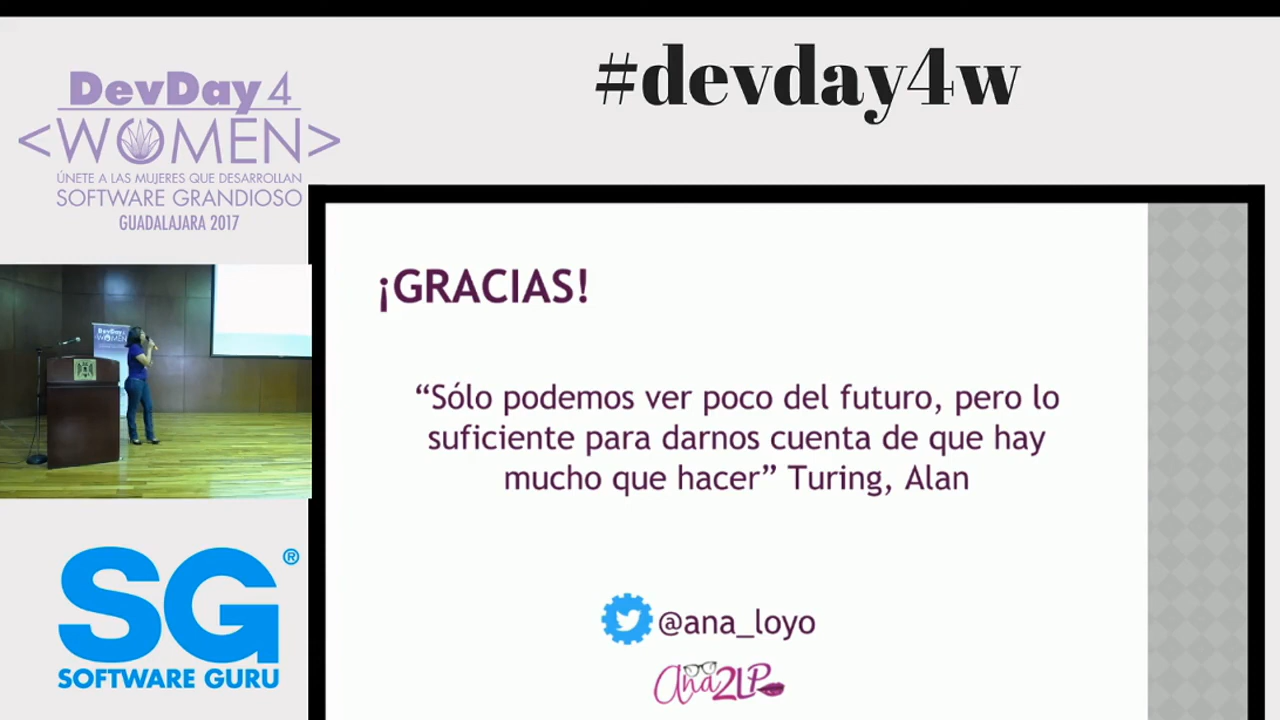 DevDay4
<WOMEN>
ÚNETE A LAS MUJERES QUE DESARROLLAN
SOFTWARE GRANDIOSO
GUADALAJARA 2017
#devday4w
¡GRACIAS!
“Sólo podemos ver poco del futuro, pero lo
suficiente para darnos cuenta de que hay
mucho que hacer” Turing, Alan
@ana_loyo
Ana2LP
DevDay4
WOMEN
SG®
SOFTWARE GURU